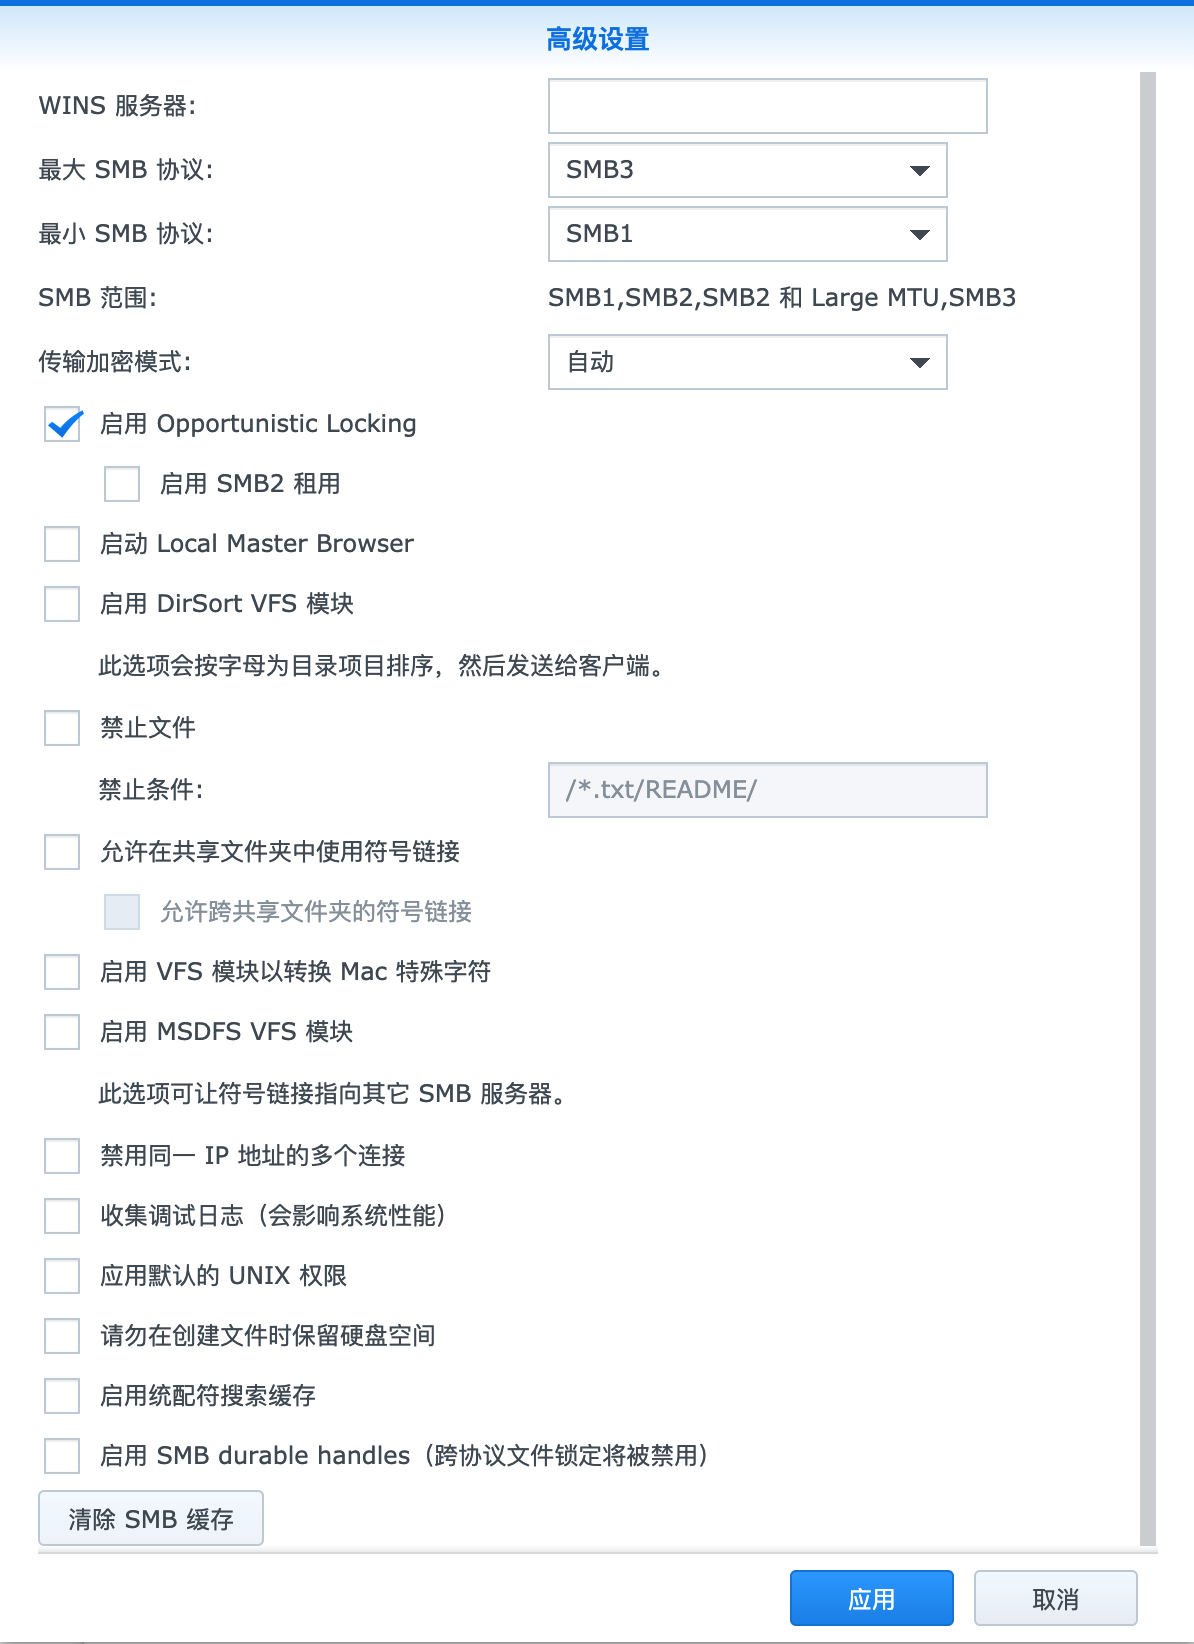 高级设置
WINS 服务器:
最大 SMB 协议: SMB3
最小 SMB 协议: SMB1
SMB 范围: SMB1,SMB2,SMB2 和 Large MTU,SMB3
传输加密模式: 自动
启用 Opportunistic Locking
启用 SMB2 租用
启动 Local Master Browser
启用 DirSort VFS 模块
此选项会按字母为目录项目排序，然后发送给客户端。
禁止文件
禁止条件: /*.txt/README/
允许在共享文件夹中使用符号链接
允许跨共享文件夹的符号链接
启用 VFS 模块以转换 Mac 特殊字符
启用 MSDFS VFS 模块
此选项可让符号链接指向其它 SMB 服务器。
禁用同一 IP 地址的多个连接
收集调试日志（会影响系统性能）
应用默认的 UNIX 权限
请勿在创建文件时保留硬盘空间
启用统配符搜索缓存
启用 SMB durable handles（跨协议文件锁定将被禁用）
清除 SMB 缓存
应用 取消